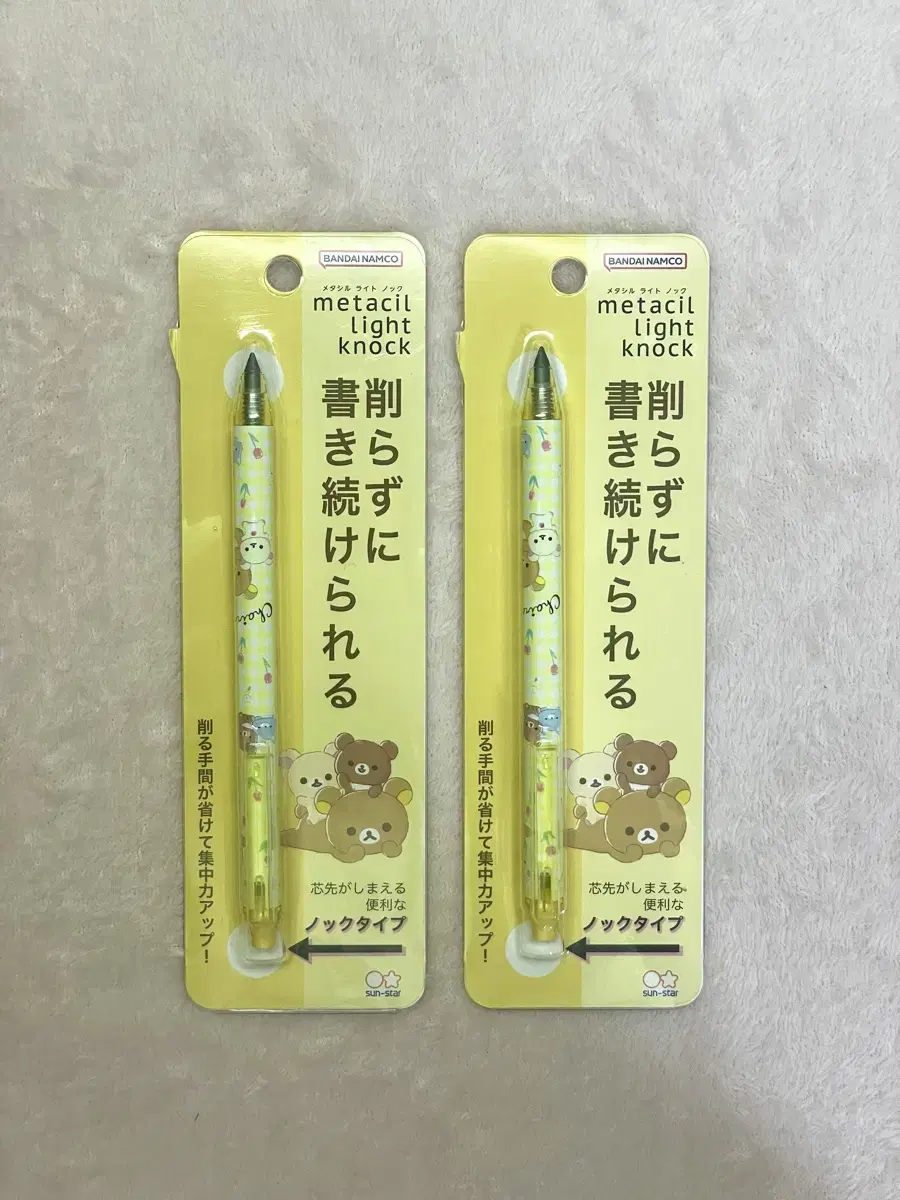 BANDAI NAMCO
メタシル ライト ノック
metacil
light
knock
削らずに
書き続けられる
削る手間が省けて集中力アップ!
芯先がしまえる
便利な
ノックタイプ
sun-star
BANDAI NAMCO
メタシル ライト ノック
metacil
light
knock
削らずに
書き続けられる
削る手間が省けて集中力アップ!
芯先がしまえる
便利な
ノックタイプ
sun-star